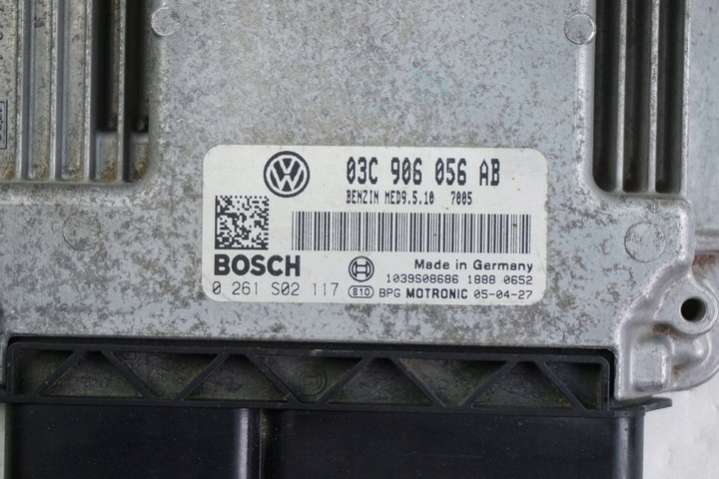 03C 906 056 AB
BENZIN MED9.5.10 7005
BOSCH
Made in Germany
1039S08686 1888 0652
0 261 S02 117 E10 BPG MOTRONIC 05-04-27